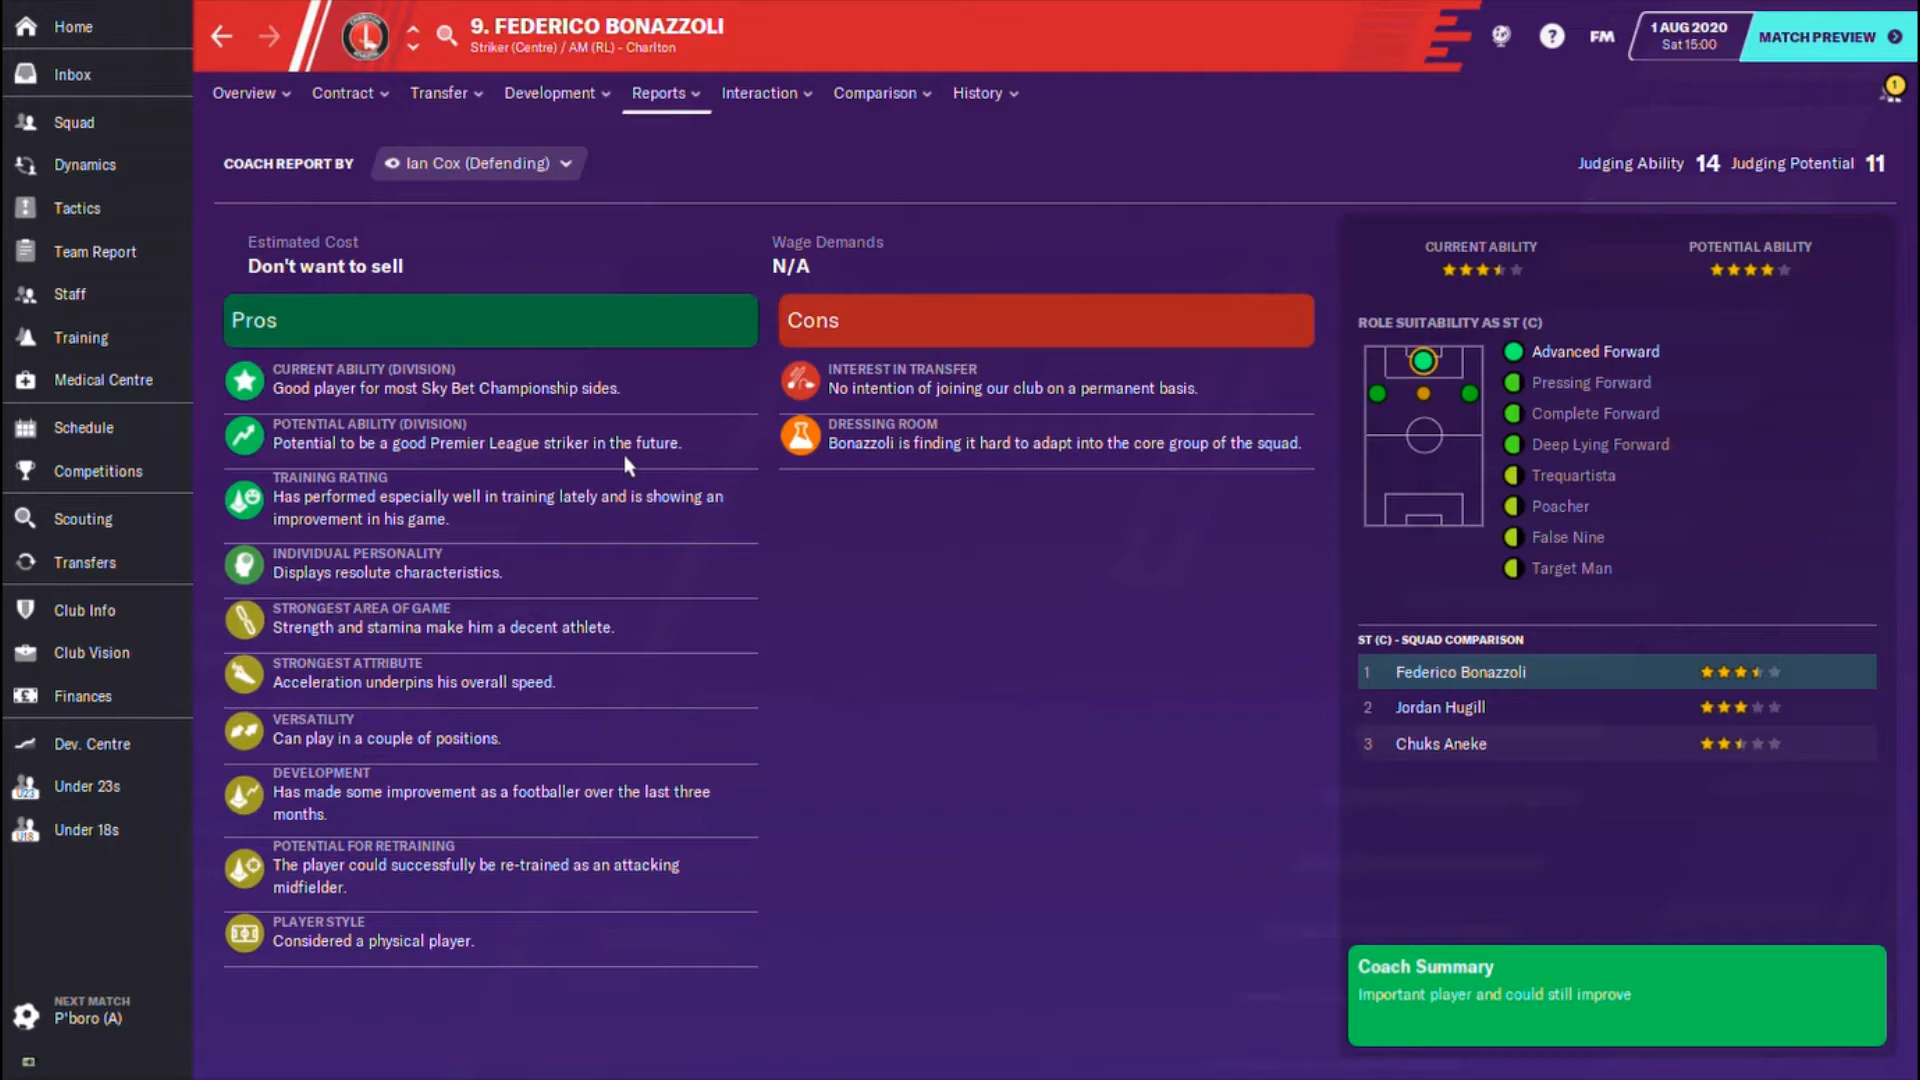 Home
Inbox
Squad
Dynamics
Tactics
Team Report
Staff
Training
Medical Centre
Schedule
Competitions
Scouting
Transfers
Club Info
Club Vision
Finances
Dev. Centre
U23
Under 23s
U18
Under 18s
NEXT MATCH
P'boro (A)
9. FEDERICO BONAZZOLI
Striker (Centre) / AM (RL) - Charlton
?
FM
1 AUG 2020
Sat 15:00
MATCH PREVIEW
Overview
Contract
Transfer
Development
Reports
Interaction
Comparison
History
1
COACH REPORT BY
Ian Cox (Defending)
Judging Ability 14 Judging Potential 11
Estimated Cost
Don't want to sell
Wage Demands
N/A
Pros
CURRENT ABILITY (DIVISION)
Good player for most Sky Bet Championship sides.
POTENTIAL ABILITY (DIVISION)
Potential to be a good Premier League striker in the future.
TRAINING RATING
Has performed especially well in training lately and is showing an
improvement in his game.
INDIVIDUAL PERSONALITY
Displays resolute characteristics.
STRONGEST AREA OF GAME
Strength and stamina make him a decent athlete.
STRONGEST ATTRIBUTE
Acceleration underpins his overall speed.
VERSATILITY
Can play in a couple of positions.
DEVELOPMENT
Has made some improvement as a footballer over the last three
months.
POTENTIAL FOR RETRAINING
The player could successfully be re-trained as an attacking
midfielder.
PLAYER STYLE
Considered a physical player.
Cons
INTEREST IN TRANSFER
No intention of joining our club on a permanent basis.
DRESSING ROOM
Bonazzoli is finding it hard to adapt into the core group of the squad.
CURRENT ABILITY
POTENTIAL ABILITY
ROLE SUITABILITY AS ST (C)
Advanced Forward
Pressing Forward
Complete Forward
Deep Lying Forward
Trequartista
Poacher
False Nine
Target Man
ST (C) - SQUAD COMPARISON
1 Federico Bonazzoli
2 Jordan Hugill
3 Chuks Aneke
Coach Summary
Important player and could still improve